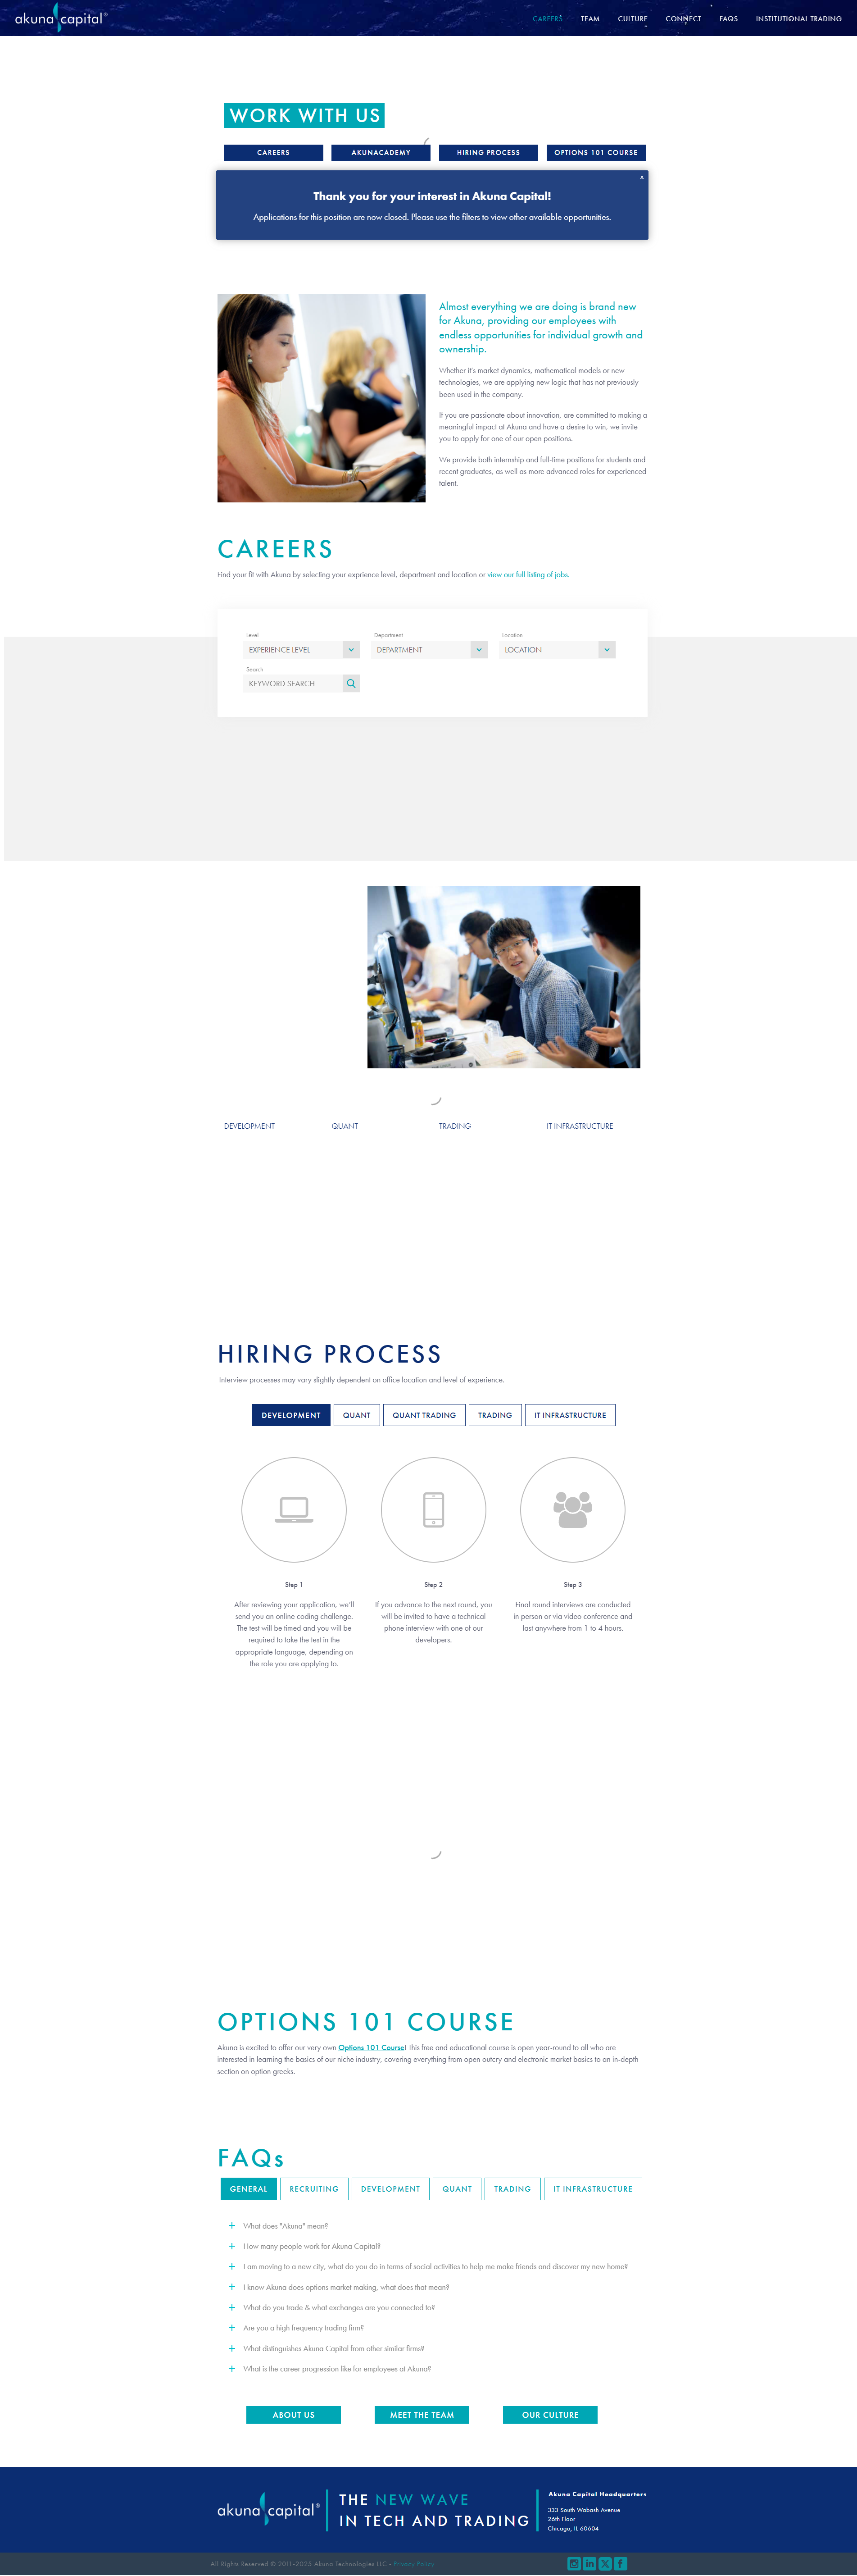 akuna capital®
CAREERS TEAM CULTURE CONNECT FAQS INSTITUTIONAL TRADING
WORK WITH US
CAREERS AKUNACADEMY HIRING PROCESS OPTIONS 101 COURSE
x
Thank you for your interest in Akuna Capital!
Applications for this position are now closed. Please use the filters to view other available opportunities.
Almost everything we are doing is brand new
for Akuna, providing our employees with
endless opportunities for individual growth and
ownership.
Whether it's market dynamics, mathematical models or new
technologies, we are applying new logic that has not previously
been used in the company.
If you are passionate about innovation, are committed to making a
meaningful impact at Akuna and have a desire to win, we invite
you to apply for one of our open positions.
We provide both internship and full-time positions for students and
recent graduates, as well as more advanced roles for experienced
talent.
CAREERS
Find your fit with Akuna by selecting your exprience level, department and location or view our full listing of jobs.
Level Department Location
EXPERIENCE LEVEL DEPARTMENT LOCATION
Search
KEYWORD SEARCH
DEVELOPMENT QUANT TRADING IT INFRASTRUCTURE
HIRING PROCESS
Interview processes may vary slightly dependent on office location and level of experience.
DEVELOPMENT QUANT QUANT TRADING TRADING IT INFRASTRUCTURE
Step 1
After reviewing your application, we'll
send you an online coding challenge.
The test will be timed and you will be
required to take the test in the
appropriate language, depending on
the role you are applying to.
Step 2
If you advance to the next round, you
will be invited to have a technical
phone interview with one of our
developers.
Step 3
Final round interviews are conducted
in person or via video conference and
last anywhere from 1 to 4 hours.
OPTIONS 101 COURSE
Akuna is excited to offer our very own Options 101 Course! This free and educational course is open year-round to all who are
interested in learning the basics of our niche industry, covering everything from open outcry and electronic market basics to an in-depth
section on option greeks.
FAQs
GENERAL RECRUITING DEVELOPMENT QUANT TRADING IT INFRASTRUCTURE
What does "Akuna" mean?
How many people work for Akuna Capital?
I am moving to a new city, what do you do in terms of social activities to help me make friends and discover my new home?
I know Akuna does options market making, what does that mean?
What do you trade & what exchanges are you connected to?
Are you a high frequency trading firm?
What distinguishes Akuna Capital from other similar firms?
What is the career progression like for employees at Akuna?
ABOUT US MEET THE TEAM OUR CULTURE
akuna capital®
THE NEW WAVE
IN TECH AND TRADING
Akuna Capital Headquarters
333 South Wabash Avenue
26th Floor
Chicago, IL 60604
All Rights Reserved © 2011-2025 Akuna Technologies LLC - Privacy Policy